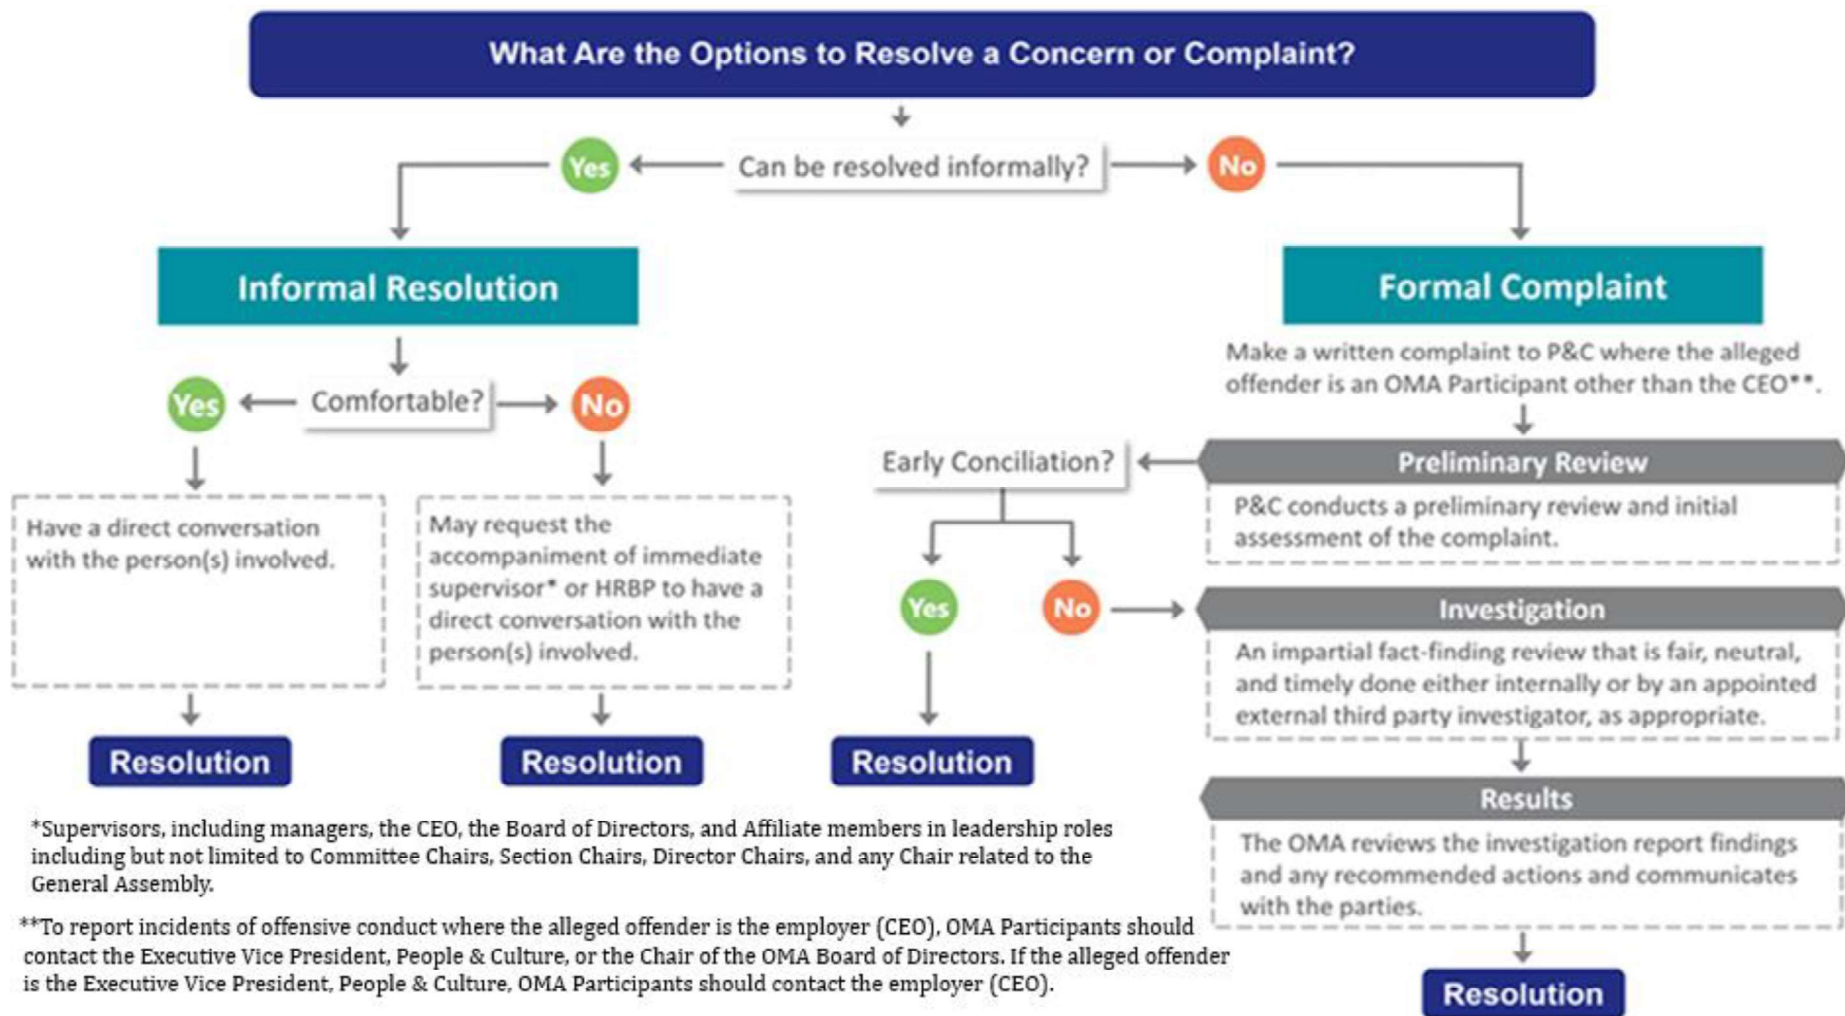 What Are the Options to Resolve a Concern or Complaint?
Yes
Can be resolved informally?
No
Informal Resolution
Formal Complaint
Make a written complaint to P&C where the alleged
offender is an OMA Participant other than the CEO**.
Yes
Comfortable?
No
Early Conciliation?
Preliminary Review
P&C conducts a preliminary review and initial
assessment of the complaint.
Have a direct conversation
with the person(s) involved.
May request the
accompaniment of immediate
supervisor* or HRBP to have a
direct conversation with the
person(s) involved.
Yes
No
Investigation
An impartial fact-finding review that is fair, neutral,
and timely done either internally or by an appointed
external third party investigator, as appropriate.
Resolution
Resolution
Resolution
Results
The OMA reviews the investigation report findings
and any recommended actions and communicates
with the parties.
Resolution
*Supervisors, including managers, the CEO, the Board of Directors, and Affiliate members in leadership roles
including but not limited to Committee Chairs, Section Chairs, Director Chairs, and any Chair related to the
General Assembly.
**To report incidents of offensive conduct where the alleged offender is the employer (CEO), OMA Participants should
contact the Executive Vice President, People & Culture, or the Chair of the OMA Board of Directors. If the alleged offender
is the Executive Vice President, People & Culture, OMA Participants should contact the employer (CEO).